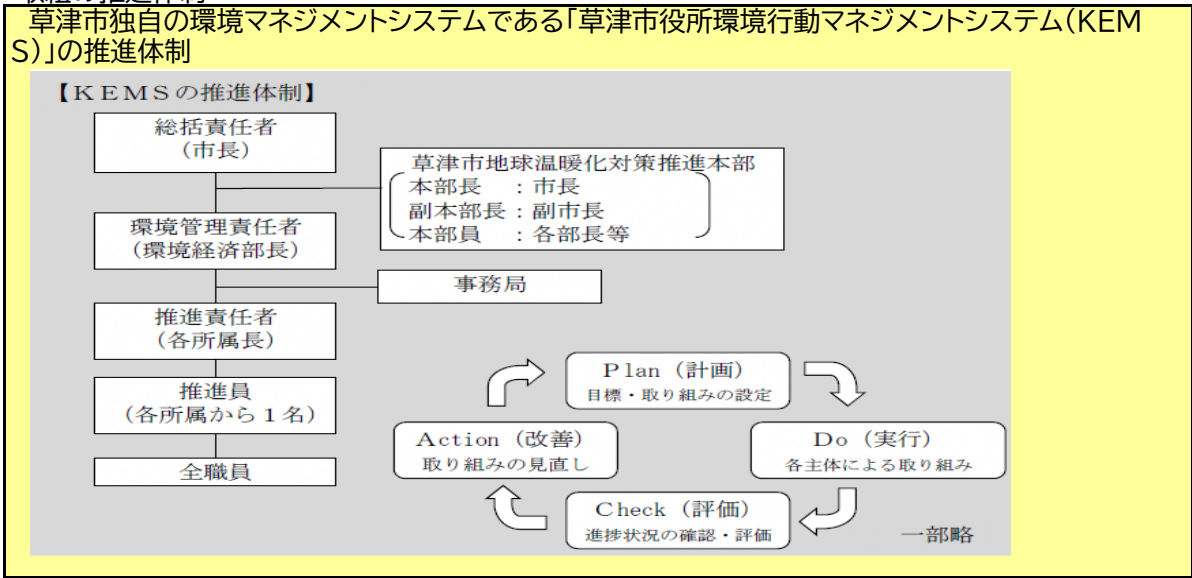 草津市独自の環境マネジメントシステムである「草津市役所環境行動マネジメントシステム(KEM
S)」の推進体制
【KEMSの推進体制】
総括責任者
(市長)
草津市地球温暖化対策推進本部
本部長 :市長
副本部長:副市長
本部員 :各部長等
環境管理責任者
(環境経済部長)
事務局
推進責任者
(各所属長)
推進員
(各所属から1名)
全職員
Plan(計画)
目標・取り組みの設定
Action(改善)
取り組みの見直し
Do(実行)
各主体による取り組み
Check(評価)
進捗状況の確認・評価
一部略